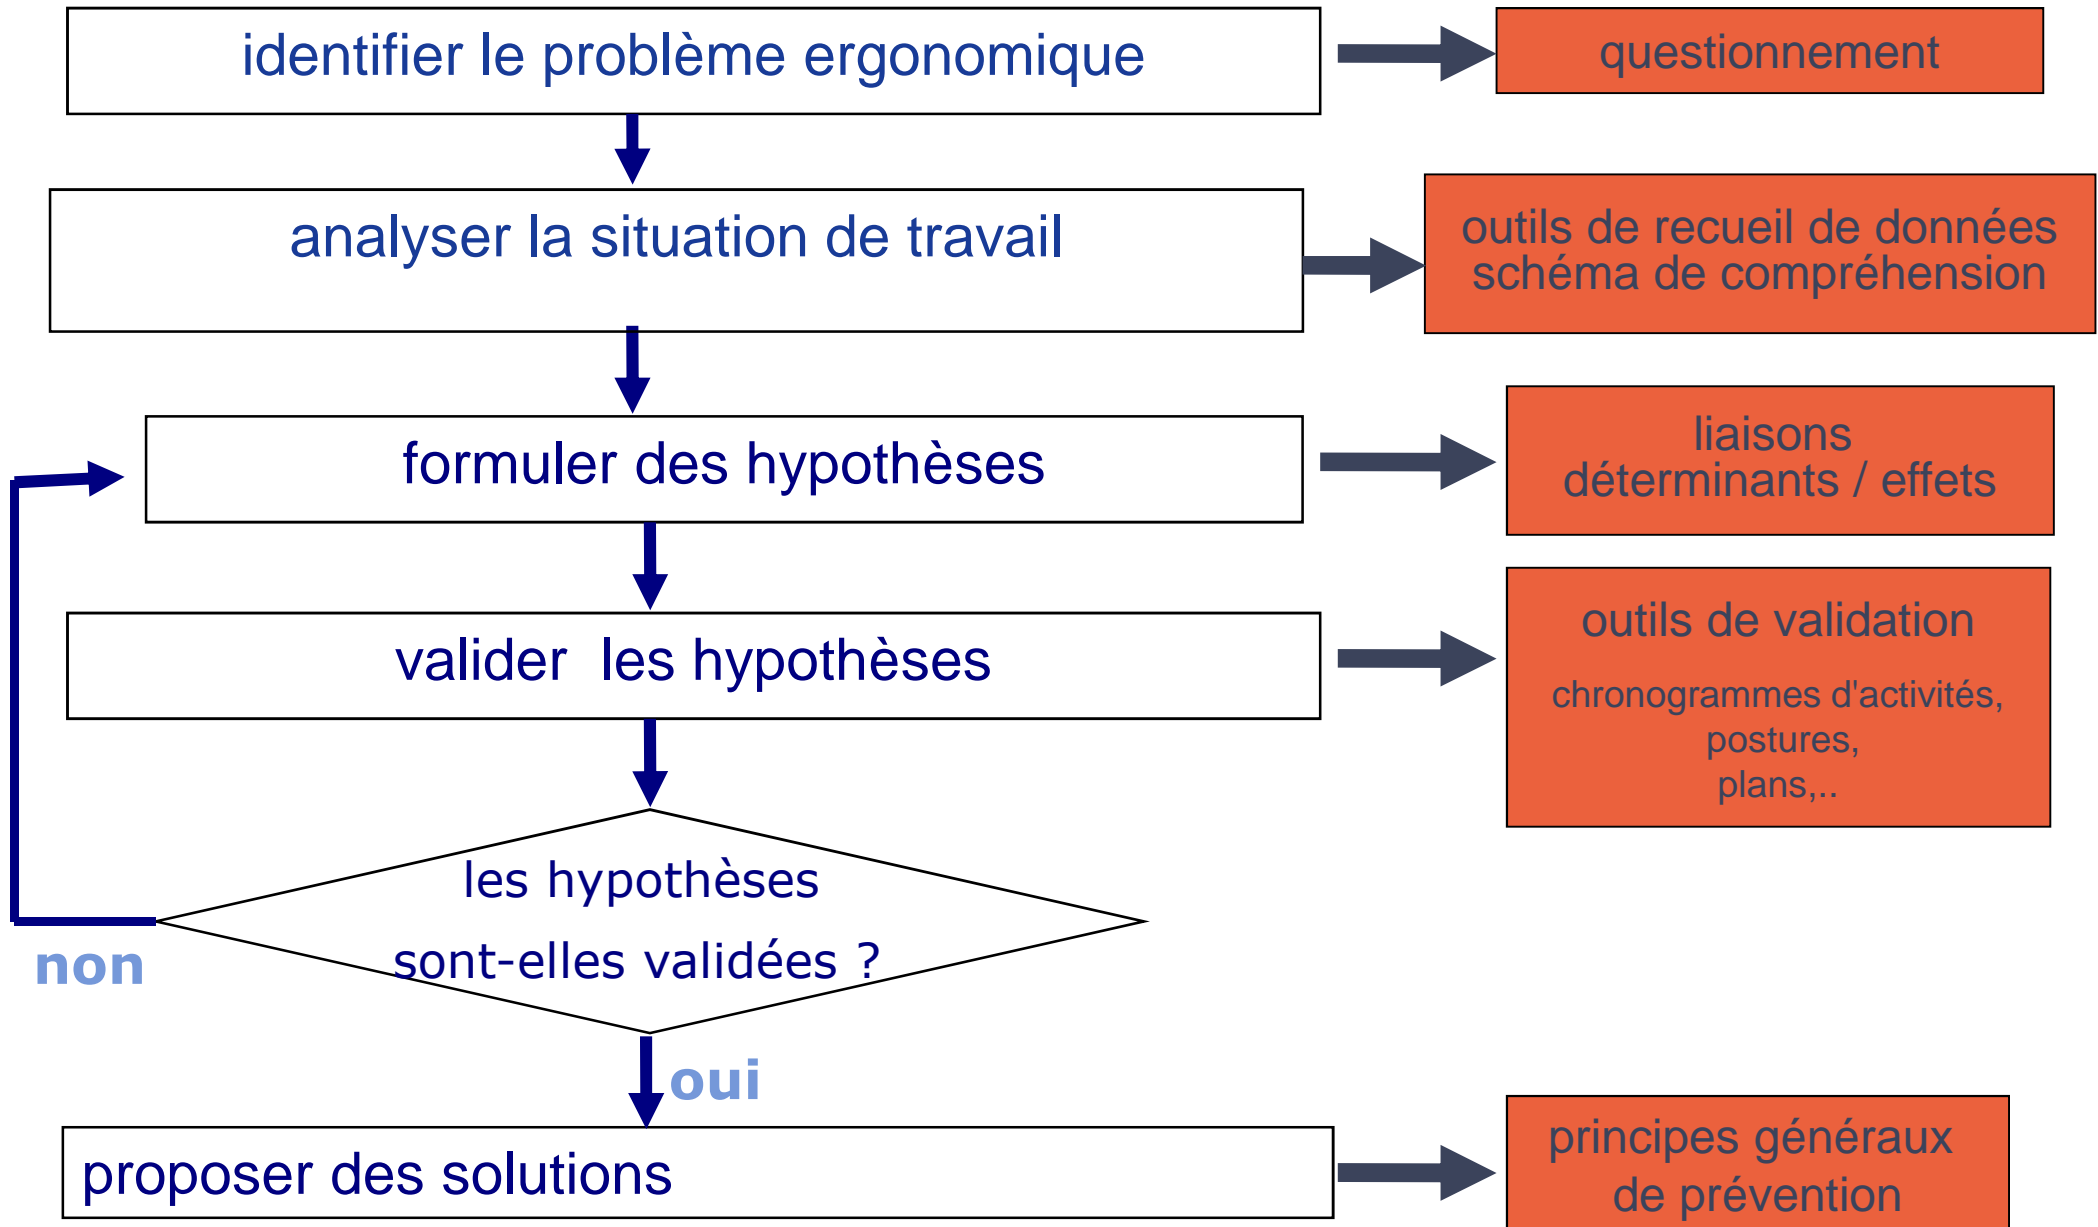 identifier le problème ergonomique
questionnement
analyser la situation de travail
outils de recueil de données
schéma de compréhension
formuler des hypothèses
liaisons
déterminants / effets
valider  les hypothèses
outils de validation
chronogrammes d'activités,
postures,
plans,..
les hypothèses
sont-elles validées ?
non
oui
proposer des solutions
principes généraux
de prévention